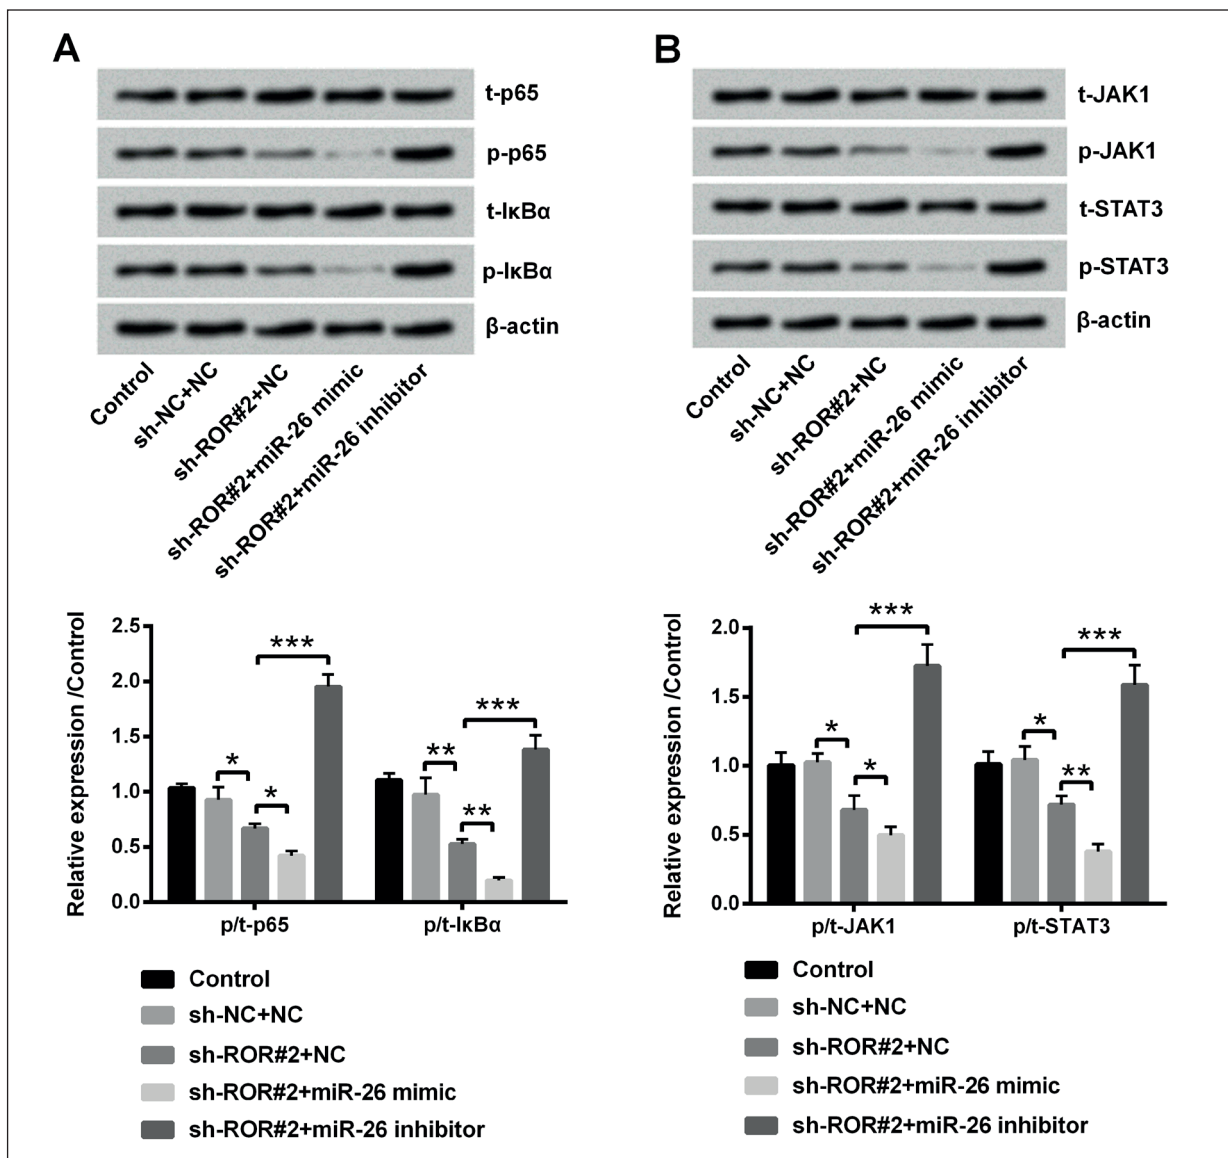 A
t-p65
p-p65
t-IκBα
p-IκBα
β-actin
Control
sh-NC+NC
sh-ROR#2+NC
sh-ROR#2+miR-26 mimic
sh-ROR#2+miR-26 inhibitor
B
t-JAK1
p-JAK1
t-STAT3
p-STAT3
β-actin
Control
sh-NC+NC
sh-ROR#2+NC
sh-ROR#2+miR-26 mimic
sh-ROR#2+miR-26 inhibitor
Relative expression /Control
2.5
2.0
1.5
1.0
0.5
0.0
*
*
***
**
**
***
p/t-p65
p/t-IκBα
Control
sh-NC+NC
sh-ROR#2+NC
sh-ROR#2+miR-26 mimic
sh-ROR#2+miR-26 inhibitor
Relative expression /Control
2.0
1.5
1.0
0.5
0.0
*
*
***
*
**
***
p/t-JAK1
p/t-STAT3
Control
sh-NC+NC
sh-ROR#2+NC
sh-ROR#2+miR-26 mimic
sh-ROR#2+miR-26 inhibitor